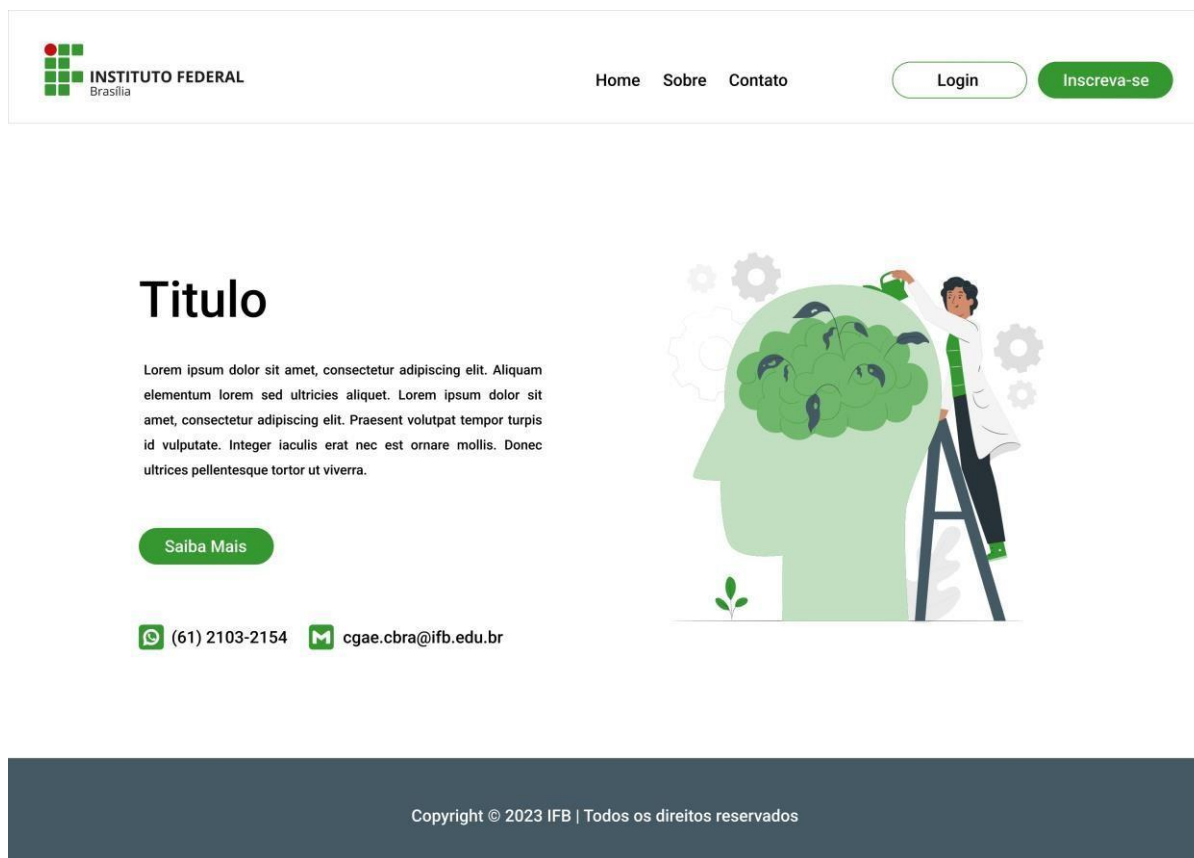 INSTITUTO FEDERAL
Brasília
Home Sobre Contato Login Inscreva-se
Titulo
Lorem ipsum dolor sit amet, consectetur adipiscing elit. Aliquam
elementum lorem sed ultricies aliquet. Lorem ipsum dolor sit
amet, consectetur adipiscing elit. Praesent volutpat tempor turpis
id vulputate. Integer iaculis erat nec est ornare mollis. Donec
ultrices pellentesque tortor ut viverra.
Saiba Mais
(61) 2103-2154 cgae.cbra@ifb.edu.br
Copyright © 2023 IFB | Todos os direitos reservados